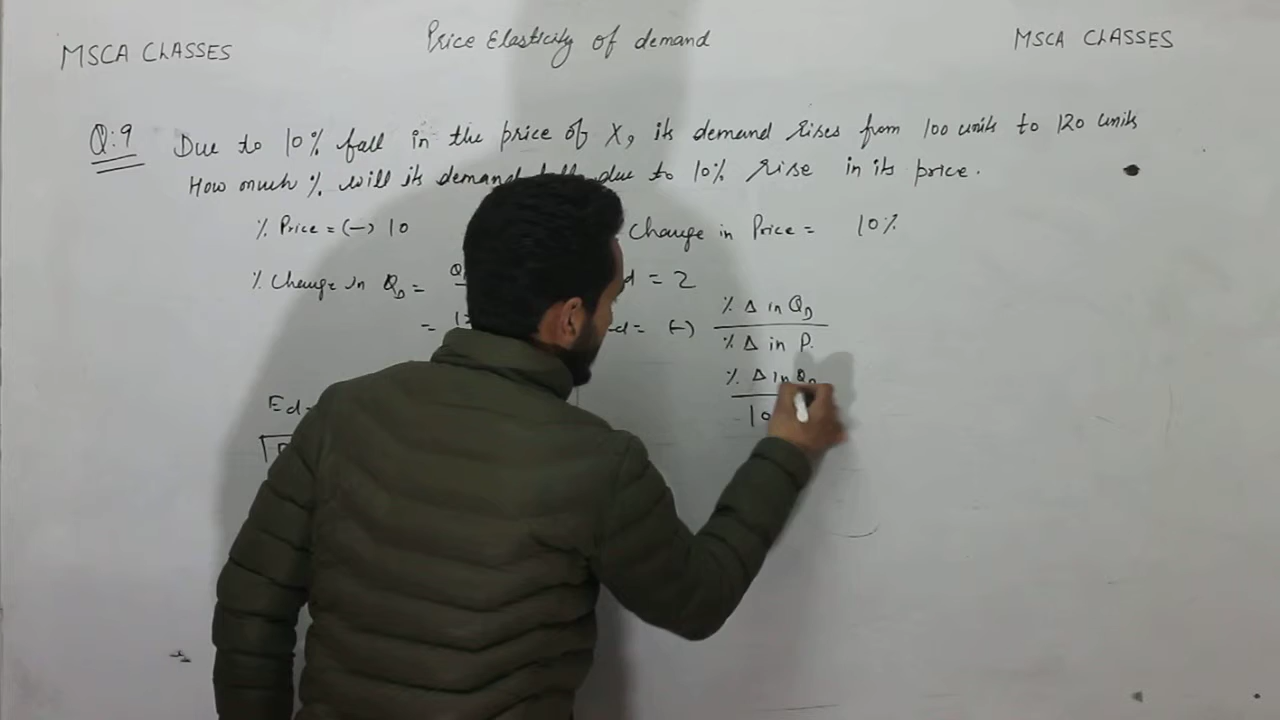 MSCA CLASSES
Price Elasticity of demand
MSCA CLASSES
Q:9 Due to 10% fall in the price of X, its demand rises from 100 units to 120 units
How much % will its demand due to 10% rise in its price.
% Price = (-) 10
Change in Price = 10%
% Change in QD =
= 2
=
= (-) % Δ in QD
% Δ in P.
% Δ in QD
10
Ed =